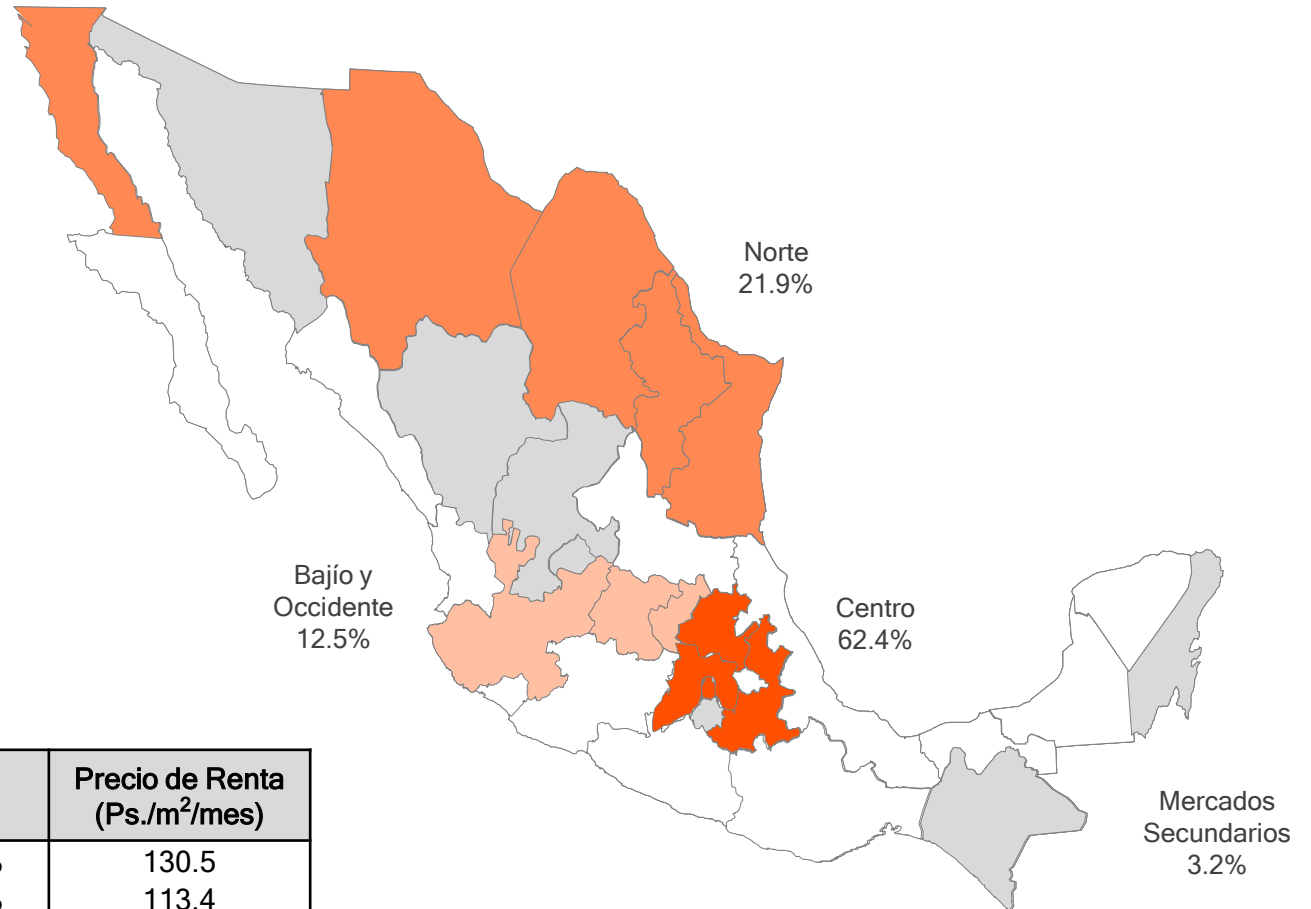 Norte
21.9%
Bajío y
Occidente
12.5%
Centro
62.4%
Mercados
Secundarios
3.2%
Precio de Renta
(Ps./m²/mes)
130.5
113.4